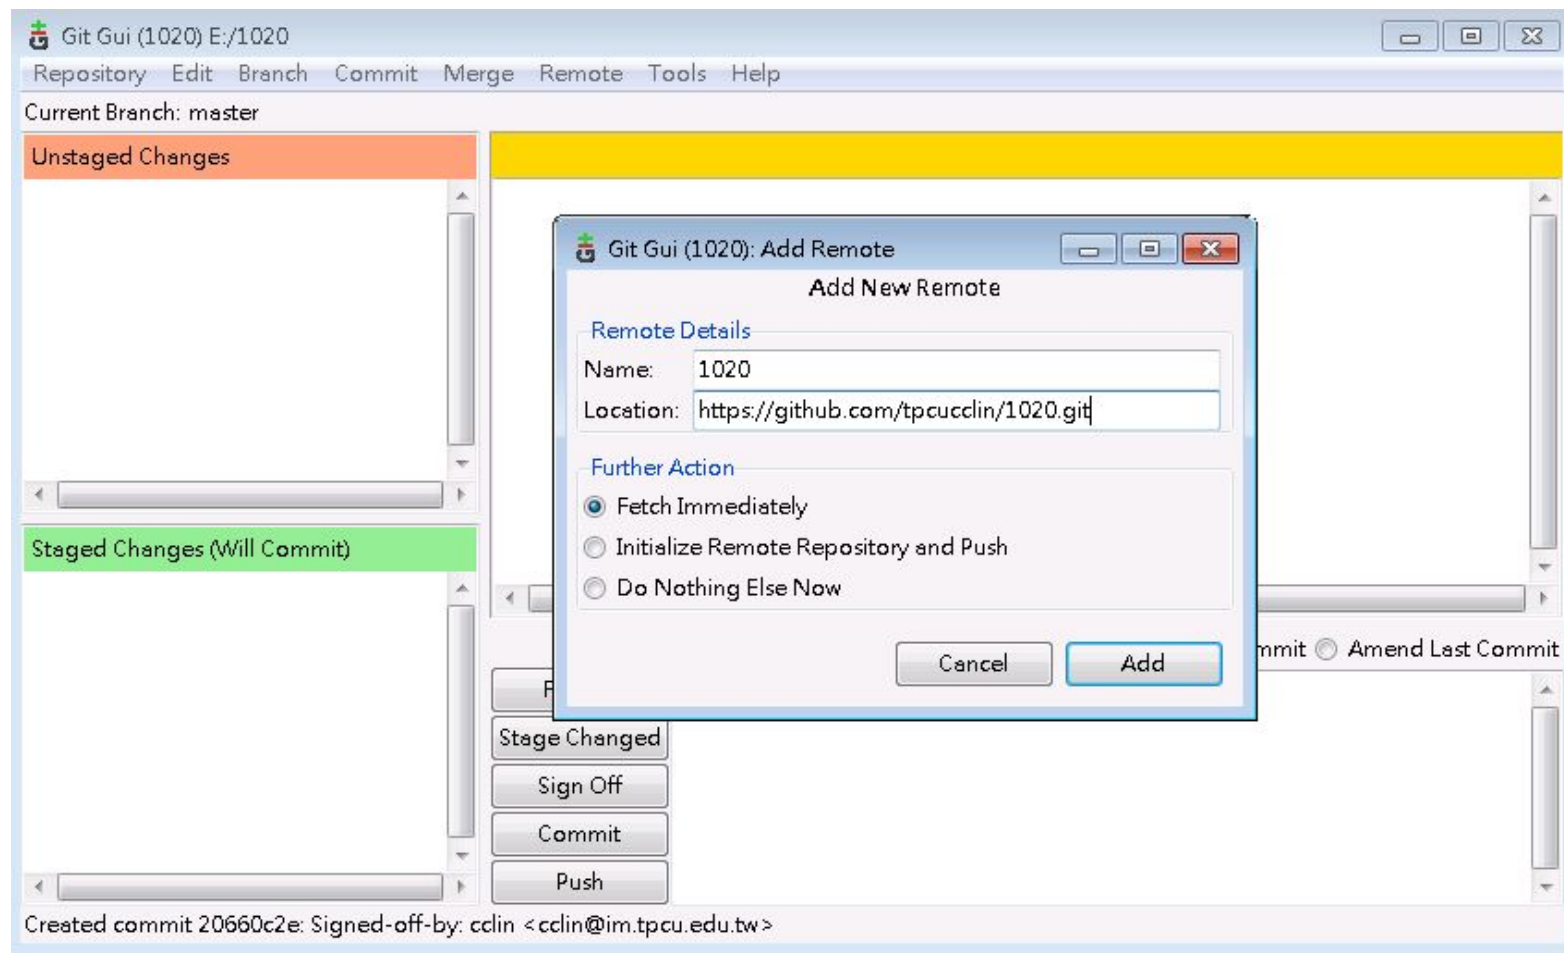 Git Gui (1020) E:/1020
Repository Edit Branch Commit Merge Remote Tools Help
Current Branch: master
Unstaged Changes
Git Gui (1020): Add Remote
Add New Remote
Remote Details
Name: 1020
Location: https://github.com/tpcucclin/1020.git
Further Action
Fetch Immediately
Initialize Remote Repository and Push
Do Nothing Else Now
Cancel Add
Staged Changes (Will Commit)
Amend Last Commit
Stage Changed
Sign Off
Commit
Push
Created commit 20660c2e: Signed-off-by: cclin <cclin@im.tpcu.edu.tw>